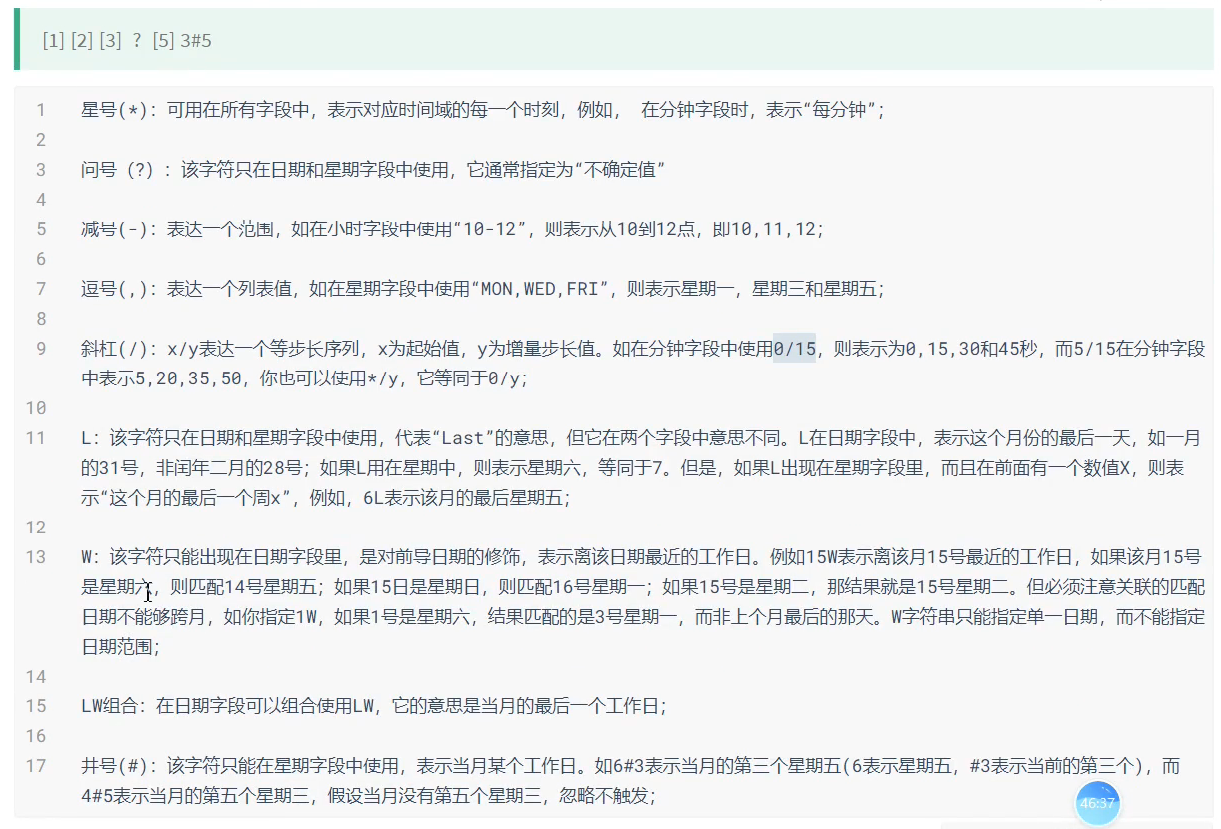 [1] [2] [3] ? [5] 3#5
1 星号(*): 可用在所有字段中，表示对应时间域的每一个时刻，例如， 在分钟字段时，表示“每分钟”；
2
3 问号（?）: 该字符只在日期和星期字段中使用，它通常指定为“不确定值”
4
5 减号(-): 表达一个范围，如在小时字段中使用“10-12”，则表示从10到12点，即10,11,12；
6
7 逗号(,): 表达一个列表值，如在星期字段中使用“MON,WED,FRI”，则表示星期一，星期三和星期五；
8
9 斜杠(/): x/y表达一个等步长序列，x为起始值，y为增量步长值。如在分钟字段中使用0/15，则表示为0,15,30和45秒，而5/15在分钟字段
中表示5,20,35,50，你也可以使用*/y，它等同于0/y；
10
11 L: 该字符只在日期和星期字段中使用，代表“Last”的意思，但它在两个字段中意思不同。L在日期字段中，表示这个月份的最后一天，如一月
的31号，非闰年二月的28号；如果L用在星期中，则表示星期六，等同于7。但是，如果L出现在星期字段里，而且在前面有一个数值X，则表
示“这个月的最后一个周x”，例如，6L表示该月的最后星期五；
12
13 W: 该字符只能出现在日期字段里，是对前导日期的修饰，表示离该日期最近的工作日。例如15W表示离该月15号最近的工作日，如果该月15号
是星期六，则匹配14号星期五；如果15日是星期日，则匹配16号星期一；如果15号是星期二，那结果就是15号星期二。但必须注意关联的匹配
日期不能够跨月，如你指定1W，如果1号是星期六，结果匹配的是3号星期一，而非上个月最后的那天。W字符串只能指定单一日期，而不能指定
日期范围；
14
15 LW组合: 在日期字段可以组合使用LW，它的意思是当月的最后一个工作日；
16
17 井号(#): 该字符只能在星期字段中使用，表示当月某个工作日。如6#3表示当月的第三个星期五(6表示星期五，#3表示当前的第三个)，而
4#5表示当月的第五个星期三，假设当月没有第五个星期三，忽略不触发；
46:37